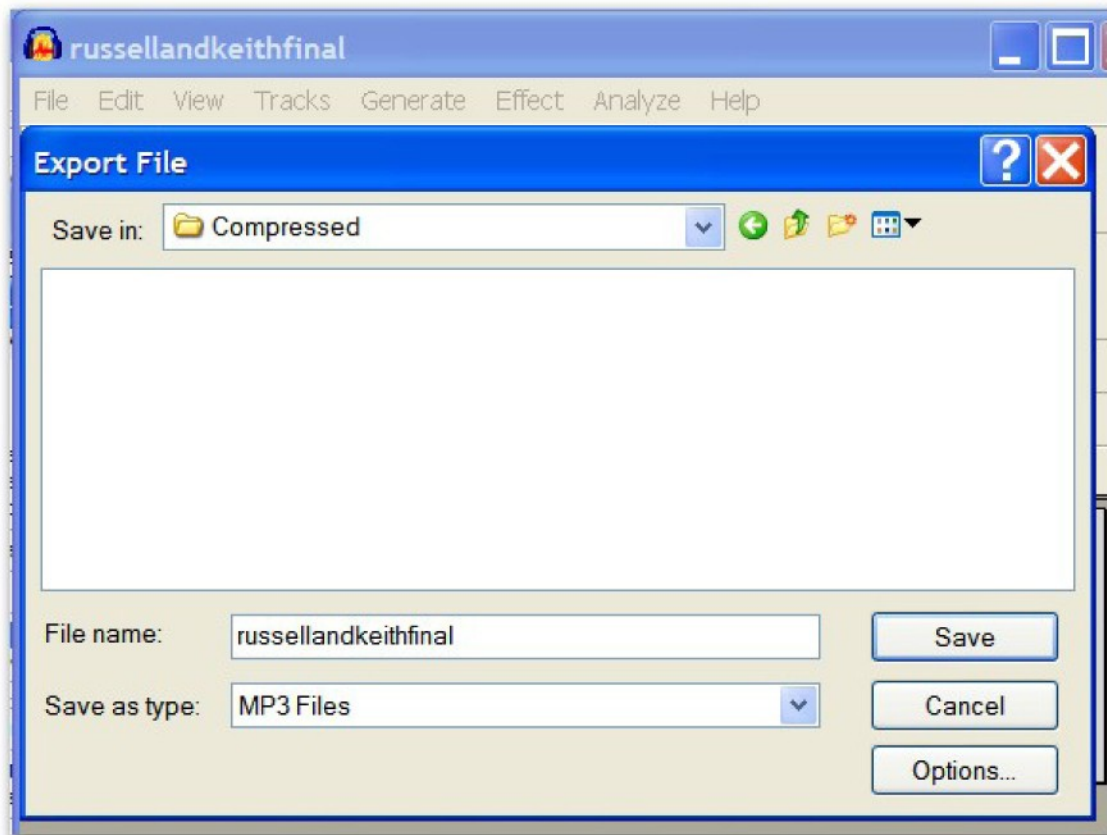 russellandkeithfinal
File Edit View Tracks Generate Effect Analyze Help
Export File
Save in: Compressed
File name: russellandkeithfinal Save
Save as type: MP3 Files Cancel
Options...